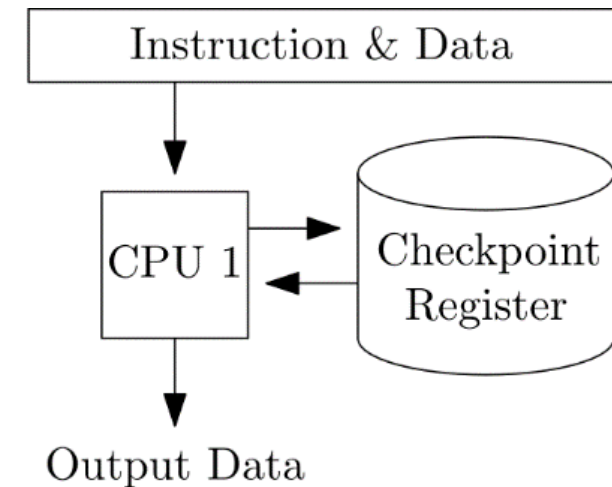 Instruction & Data
CPU 1
Checkpoint
Register
Output Data